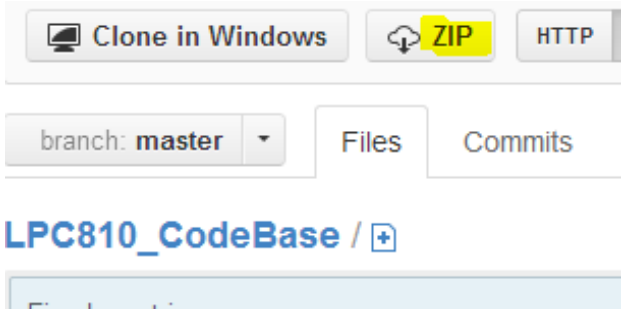 Clone in Windows ZIP HTTP
branch: master Files Commits
LPC810_CodeBase /